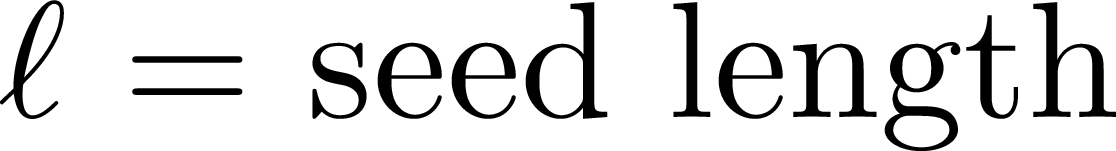 ℓ = seed length